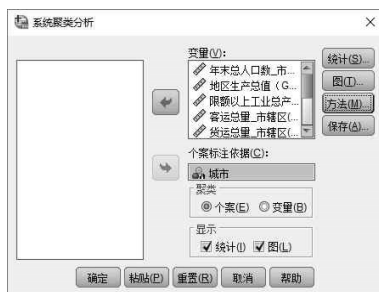 系统聚类分析
变量(V):
年末总人口数_市...
地区生产总值（G...
限额以上工业总产...
客运总量_市辖区(...
货运总量_市辖区(...
统计(S)...
图(T)...
方法(M)...
保存(A)...
个案标注依据(C):
城市
聚类
个案(E) 变量(B)
显示
统计(I) 图(L)
确定 粘贴(P) 重置(R) 取消 帮助